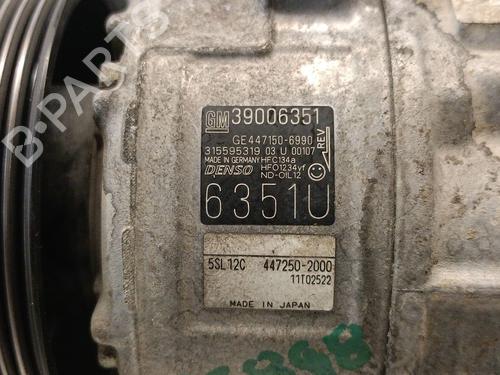 B-PARTS
GM 39006351
GE447150-6990
315595319 03 U 00107
MADE IN GERMANY HFC134a
DENSO HFO1234yf
ND-OIL12
REV
6351U
5SL12C 447250-2000
11T02522
MADE IN JAPAN